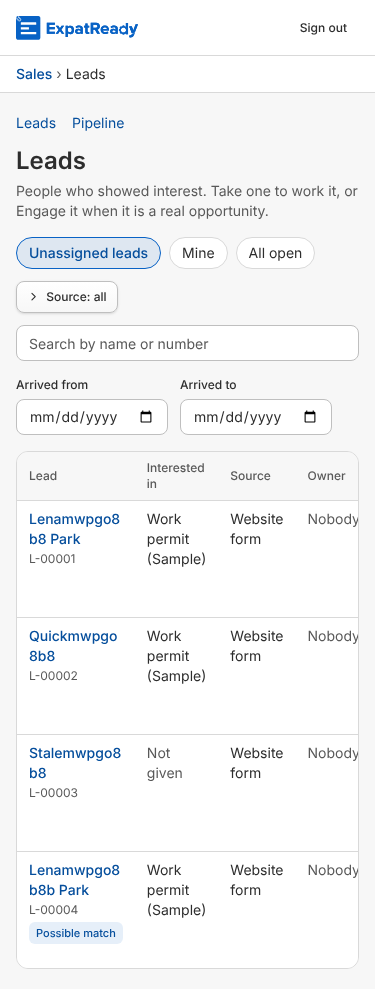 ExpatReady
Sign out
Sales › Leads
Leads Pipeline
Leads
People who showed interest. Take one to work it, or
Engage it when it is a real opportunity.
Unassigned leads Mine All open
Source: all
Search by name or number
Arrived from Arrived to
mm/dd/yyyy mm/dd/yyyy
Lead Interested in Source Owner
Lenamwpgo8 Work Website Nobody
b8 Park permit form
L-00001 (Sample)
Quickmwpgo Work Website Nobody
8b8 permit form
L-00002 (Sample)
Stalemwpg8 Not Website Nobody
b8 given form
L-00003
Lenamwpgo8 Work Website Nobody
b8b Park permit form
L-00004 (Sample)
Possible match